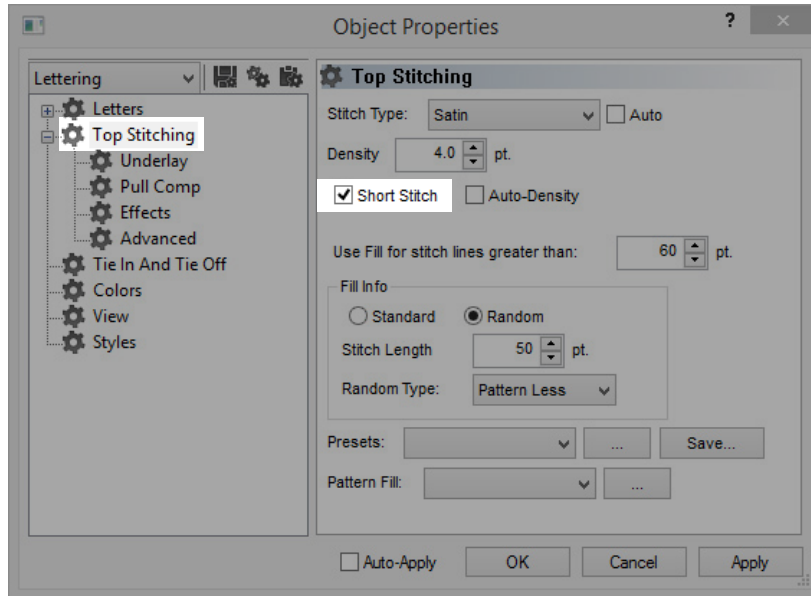 Object Properties
?
Lettering
Letters
Top Stitching
Underlay
Pull Comp
Effects
Advanced
Tie In And Tie Off
Colors
View
Styles
Top Stitching
Stitch Type: Satin Auto
Density 4.0 pt.
Short Stitch Auto-Density
Use Fill for stitch lines greater than: 60 pt.
Fill Info
Standard Random
Stitch Length 50 pt.
Random Type: Pattern Less
Presets: ... Save...
Pattern Fill: ...
Auto-Apply OK Cancel Apply